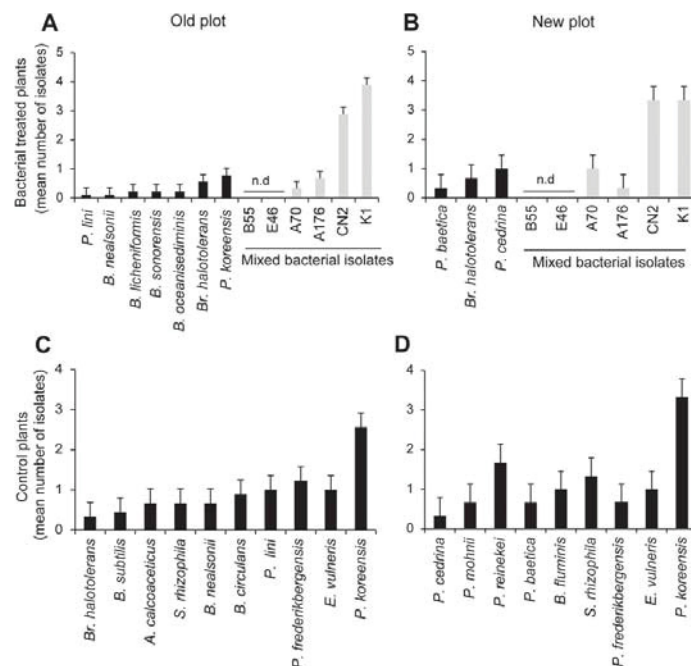 A
Old plot
Bacterial treated plants
(mean number of isolates)
5
4
3
2
1
0
n.d
P. lini
B. nealsonii
B. licheniformis
B. sonorensis
B. oceanisediminis
Br. halotolerans
P. koreensis
B55
E46
A70
A176
CN2
K1
Mixed bacterial isolates
B
New plot
5
4
3
2
1
0
n.d
P. baetica
Br. halotolerans
P. cedrina
B55
E46
A70
A176
CN2
K1
Mixed bacterial isolates
C
Control plants
(mean number of isolates)
4
3
2
1
0
Br. halotolerans
B. subtilis
A. calcoaceticus
S. rhizophila
B. nealsonii
B. circulans
P. lini
P. frederikbergensis
E. vulneris
P. koreensis
D
4
3
2
1
0
P. cedrina
P. mohnii
P. reinekei
P. baetica
B. flurminis
S. rhizophila
P. frederikbergensis
E. vulneris
P. koreensis